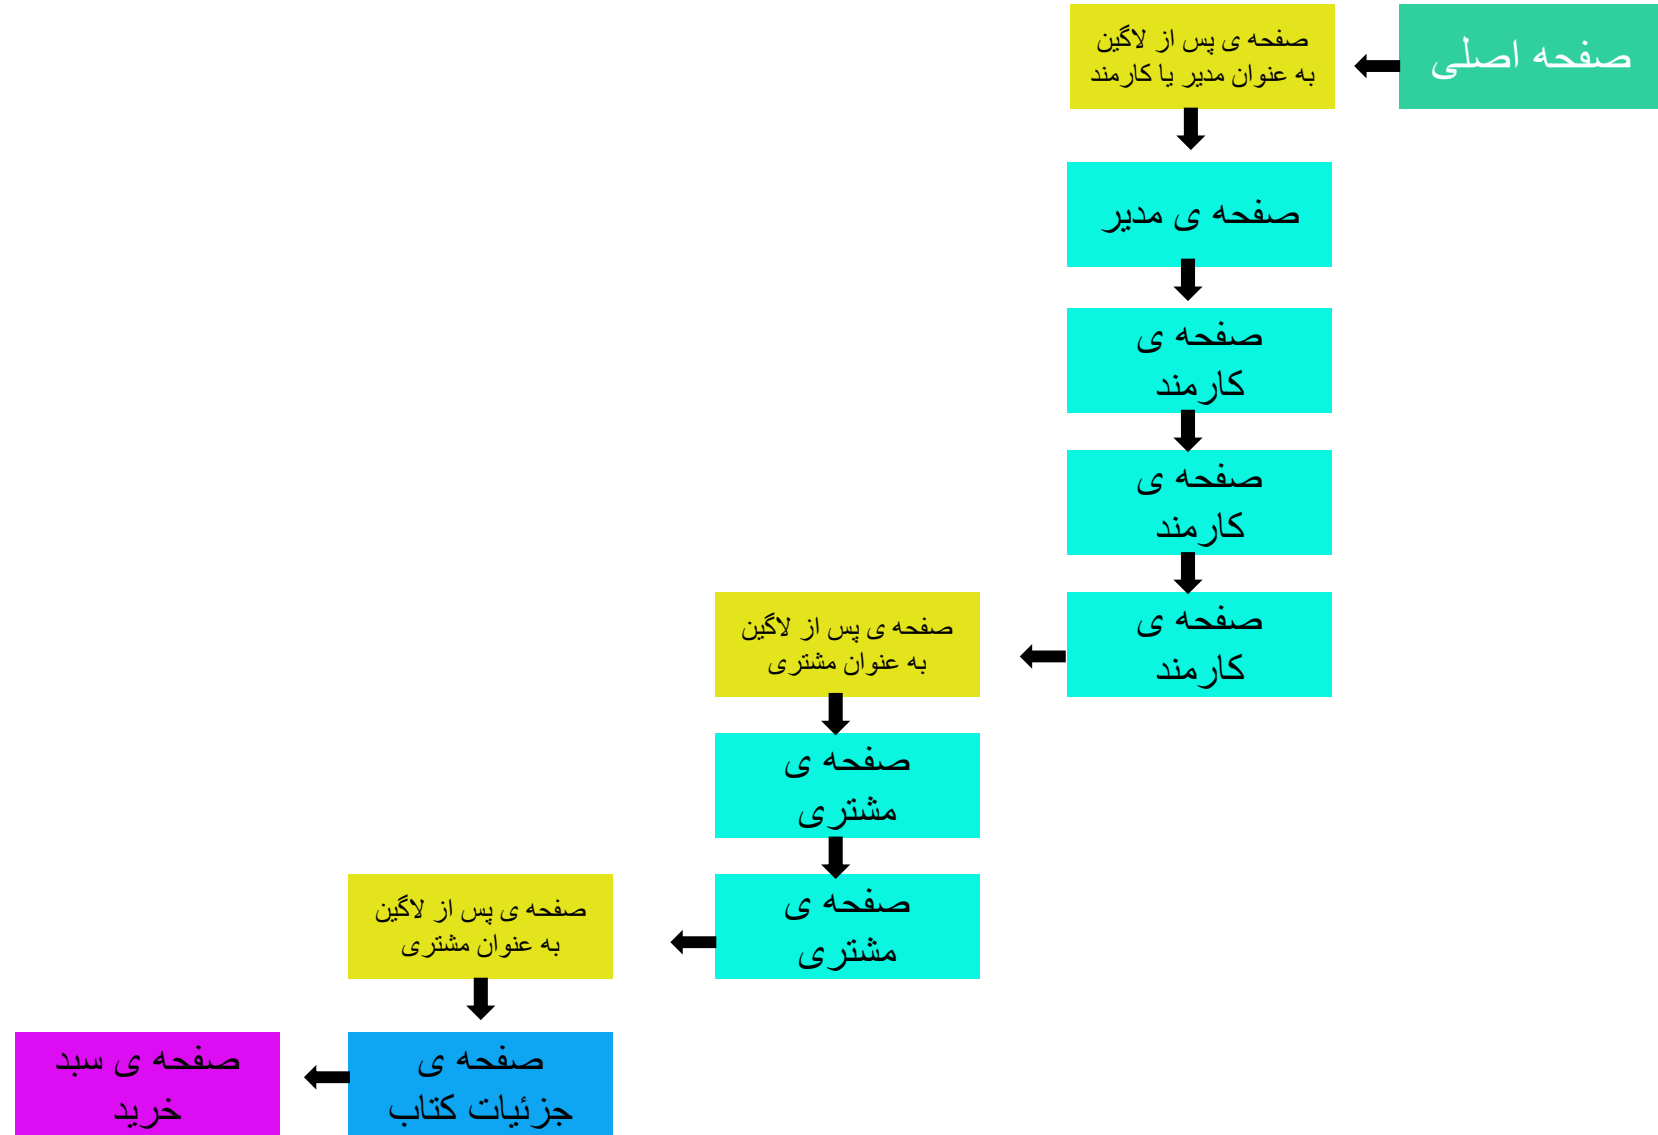 صفحه اصلی
صفحه ی پس از لاگین
به عنوان مدیر یا کارمند
صفحه ی مدیر
صفحه ی
کارمند
صفحه ی
کارمند
صفحه ی
کارمند
صفحه ی پس از لاگین
به عنوان مشتری
صفحه ی
مشتری
صفحه ی
مشتری
صفحه ی پس از لاگین
به عنوان مشتری
صفحه ی
جزئیات کتاب
صفحه ی سبد
خرید